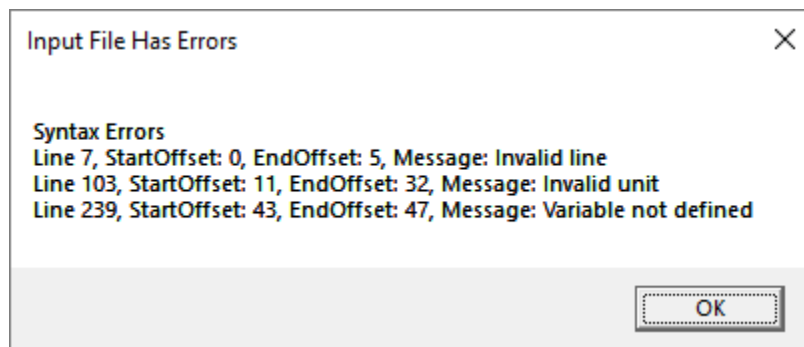 Input File Has Errors
Syntax Errors
Line 7, StartOffset: 0, EndOffset: 5, Message: Invalid line
Line 103, StartOffset: 11, EndOffset: 32, Message: Invalid unit
Line 239, StartOffset: 43, EndOffset: 47, Message: Variable not defined
OK